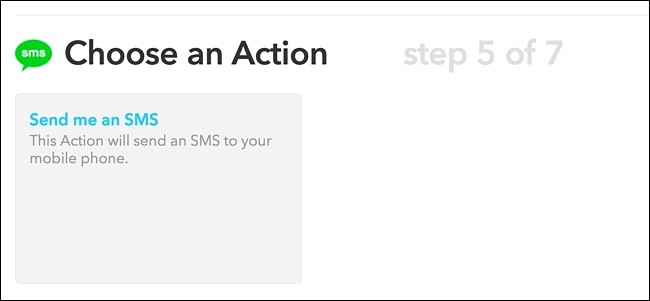 sms Choose an Action step 5 of 7
Send me an SMS
This Action will send an SMS to your
mobile phone.